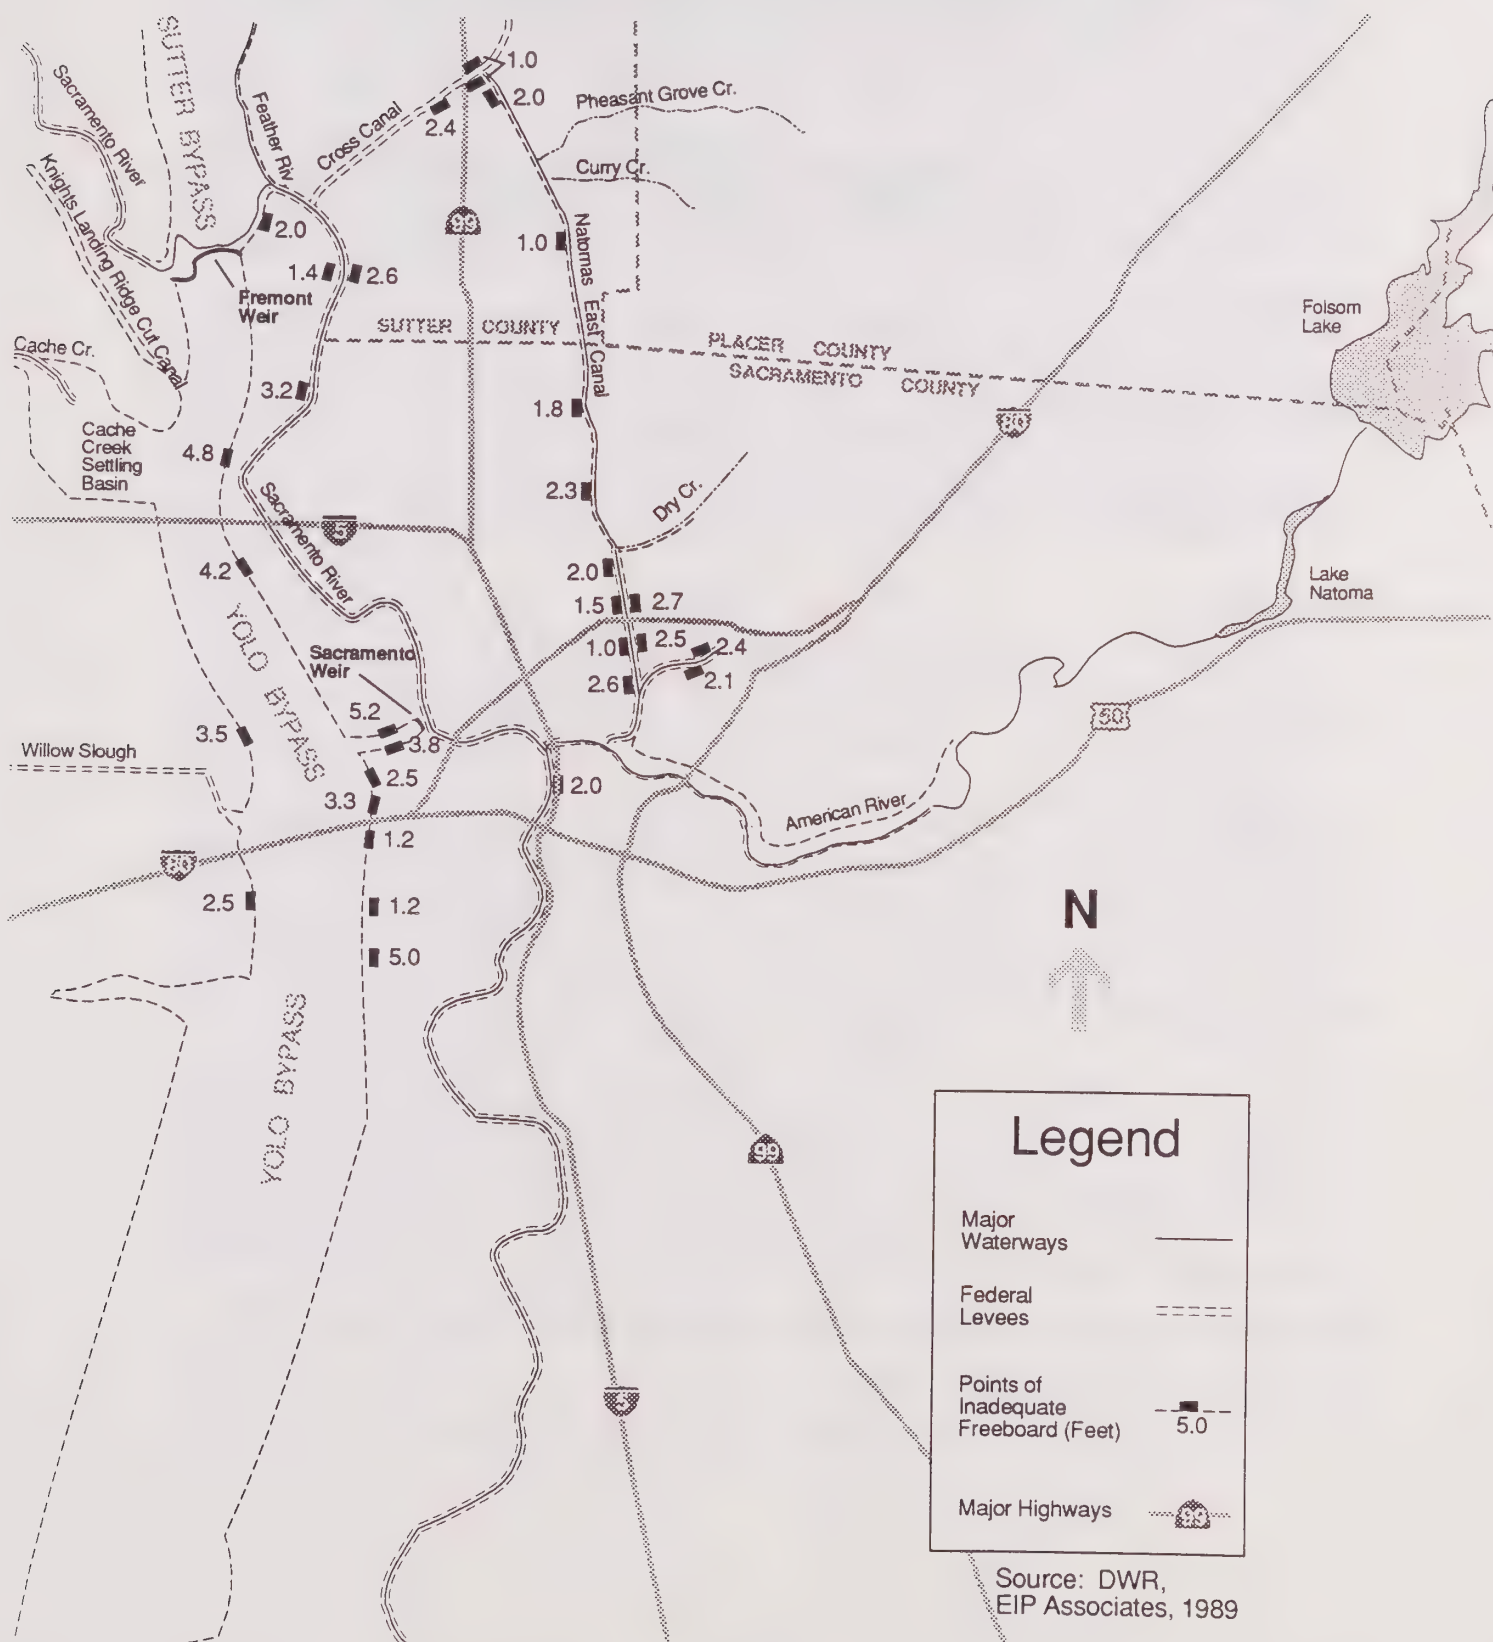 SUTTER BYPASS
Sacramento River
Feather Riv
Cross Canal
1.0
2.0
2.4
Pheasant Grove Cr.
Curry Cr.
Knights Landing Ridge Cut Canal
99
2.0
1.0
Natomas East Canal
1.4
2.6
Fremont
Weir
Folsom
Lake
SUTTER COUNTY
PLACER COUNTY
SACRAMENTO COUNTY
Cache Cr.
3.2
1.8
80
Cache
Creek
Settling
Basin
4.8
2.3
Dry Cr.
Sacramento River
5
4.2
2.0
Lake
Natoma
1.5
2.7
YOLO BYPASS
Sacramento
Weir
1.0
2.5
2.4
2.6
2.1
5.2
50
3.5
3.8
Willow Slough
2.5
2.0
3.3
American River
1.2
80
2.5
1.2
N
5.0
YOLO BYPASS
99
5
Legend
Major
Waterways
Federal
Levees
Points of
Inadequate
Freeboard (Feet)
5.0
Major Highways
99
Source: DWR,
EIP Associates, 1989